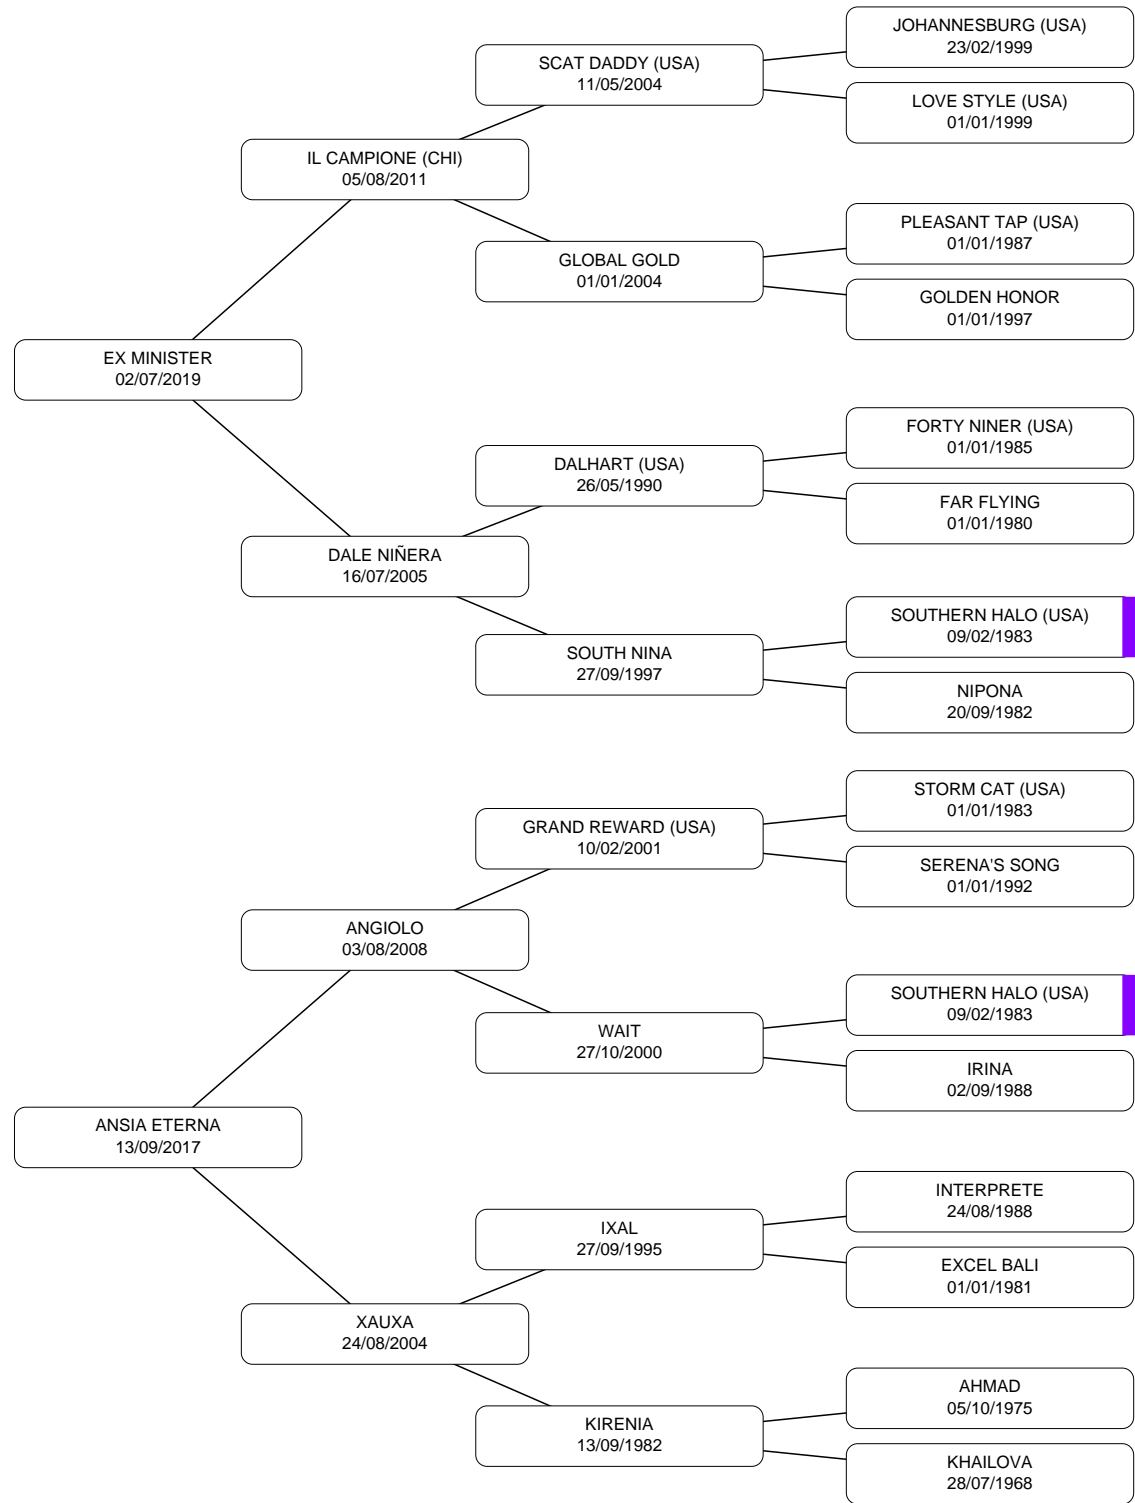 JOHANNESBURG (USA)
23/02/1999
SCAT DADDY (USA)
11/05/2004
LOVE STYLE (USA)
01/01/1999
IL CAMPIONE (CHI)
05/08/2011
PLEASANT TAP (USA)
01/01/1987
GLOBAL GOLD
01/01/2004
GOLDEN HONOR
01/01/1997
EX MINISTER
02/07/2019
FORTY NINER (USA)
01/01/1985
DALHART (USA)
26/05/1990
FAR FLYING
01/01/1980
DALE NIÑERA
16/07/2005
SOUTHERN HALO (USA)
09/02/1983
SOUTH NINA
27/09/1997
NIPONA
20/09/1982
STORM CAT (USA)
01/01/1983
GRAND REWARD (USA)
10/02/2001
SERENA'S SONG
01/01/1992
ANGIOLO
03/08/2008
SOUTHERN HALO (USA)
09/02/1983
WAIT
27/10/2000
IRINA
02/09/1988
ANSIA ETERNA
13/09/2017
INTERPRETE
24/08/1988
IXAL
27/09/1995
EXCEL BALI
01/01/1981
XAUXA
24/08/2004
AHMAD
05/10/1975
KIRENIA
13/09/1982
KHAILOVA
28/07/1968